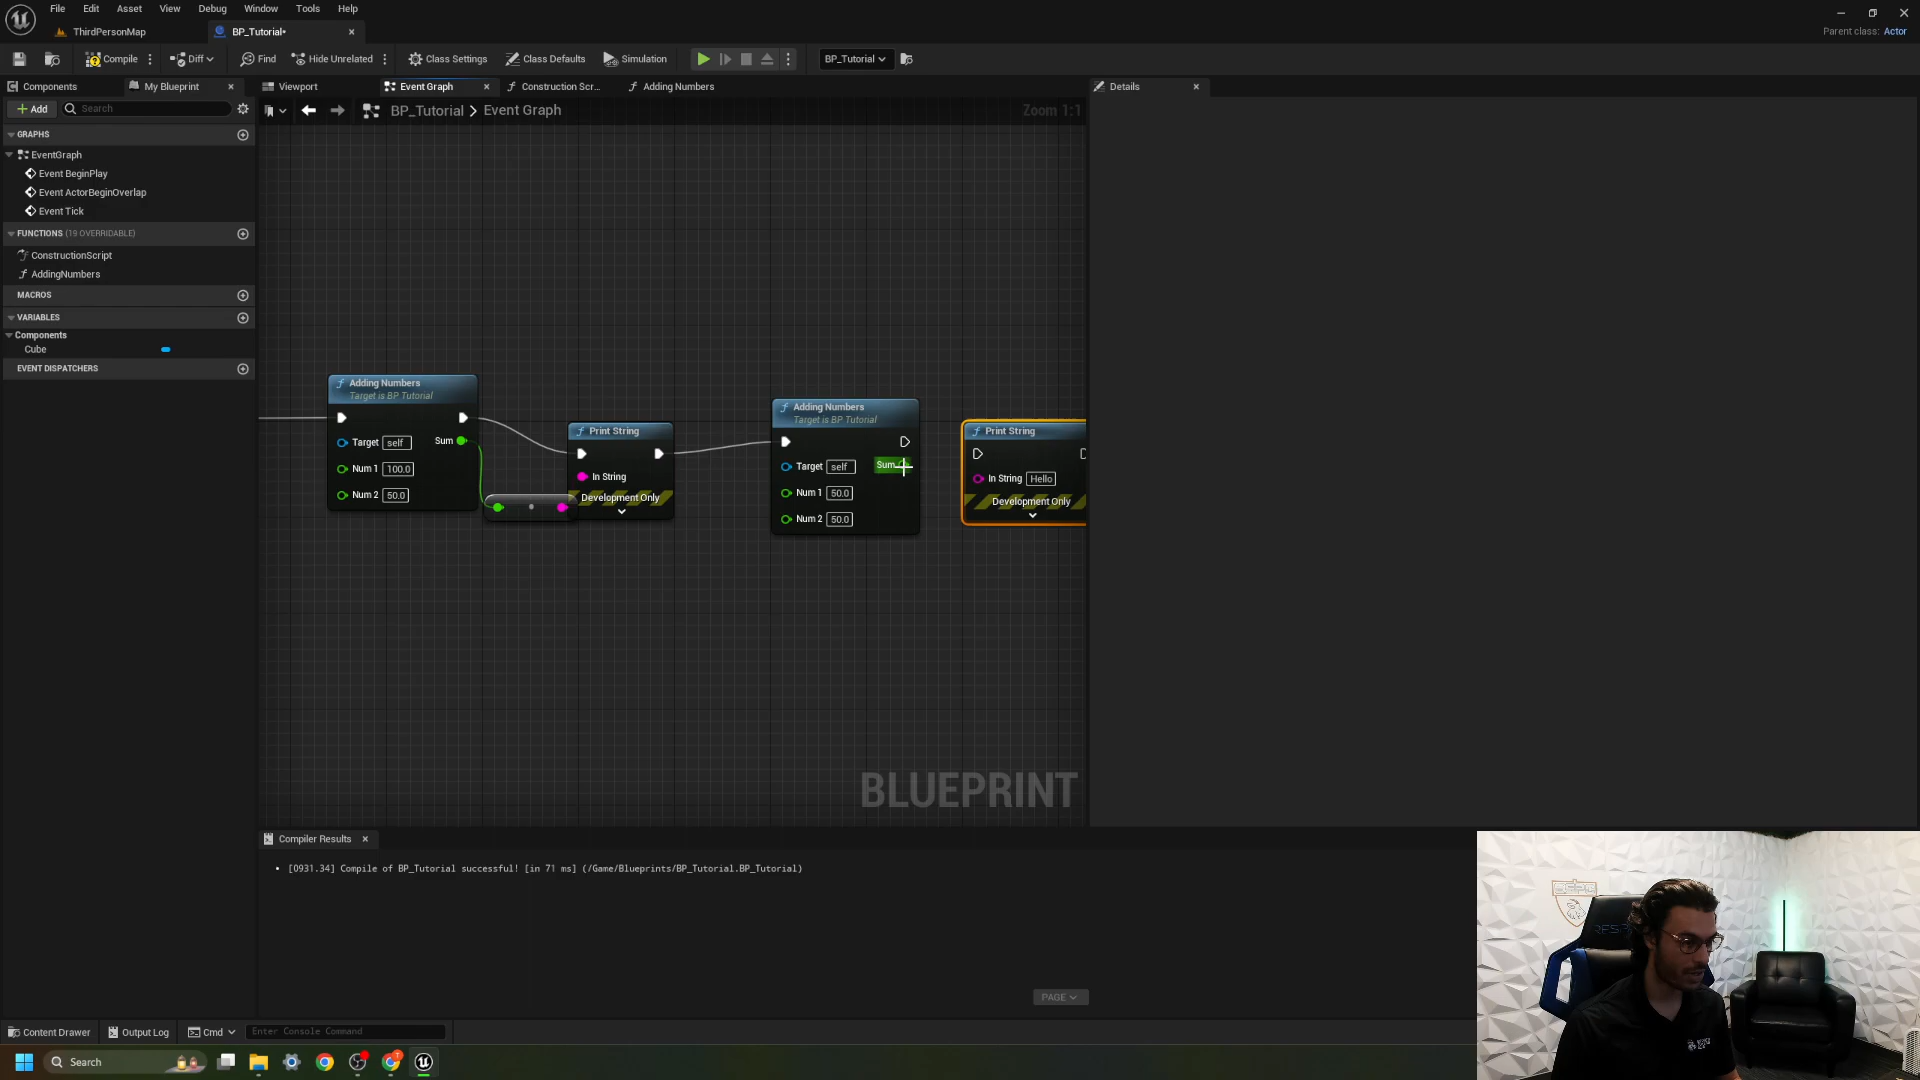 File Edit Asset View Debug Window Tools Help
ThirdPersonMap
BP_Tutorial•
Parent class: Actor
Compile
Diff
Find
Hide Unrelated
Class Settings
Class Defaults
Simulation
BP_Tutorial
Components
My Blueprint
Viewport
Event Graph
Construction Scr...
Adding Numbers
Details
Add
Search
BP_Tutorial > Event Graph
Zoom 1:1
GRAPHS
EventGraph
Event BeginPlay
Event ActorBeginOverlap
Event Tick
FUNCTIONS (19 OVERRIDABLE)
ConstructionScript
AddingNumbers
MACROS
VARIABLES
Components
Cube
EVENT DISPATCHERS
Adding Numbers
Target is BP Tutorial
Target self
Sum
Num 1 100.0
Num 2 50.0
Print String
In String
Development Only
Adding Numbers
Target is BP Tutorial
Target self
Sum
Num 1 50.0
Num 2 50.0
Print String
In String Hello
Development Only
BLUEPRINT
Compiler Results
• [0931.34] Compile of BP_Tutorial successful! [in 71 ms] (/Game/Blueprints/BP_Tutorial.BP_Tutorial)
PAGE
Content Drawer
Output Log
Cmd
Enter Console Command
Search